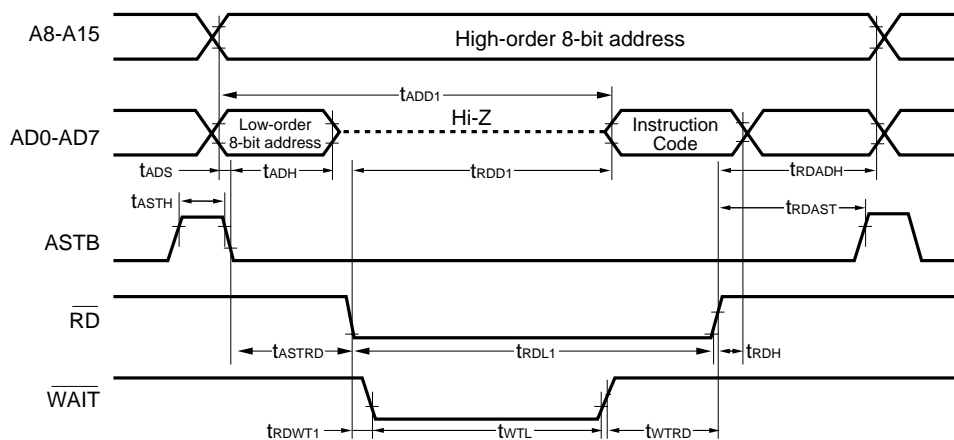 A8-A15
High-order 8-bit address
tADD1
AD0-AD7
Low-order
8-bit address
Hi-Z
Instruction
Code
tADS
tADH
tRDD1
tRDADH
tASTH
tRDAST
ASTB
RD
tASTRD
tRDL1
tRDH
WAIT
tRDWT1
tWTL
tWTRD